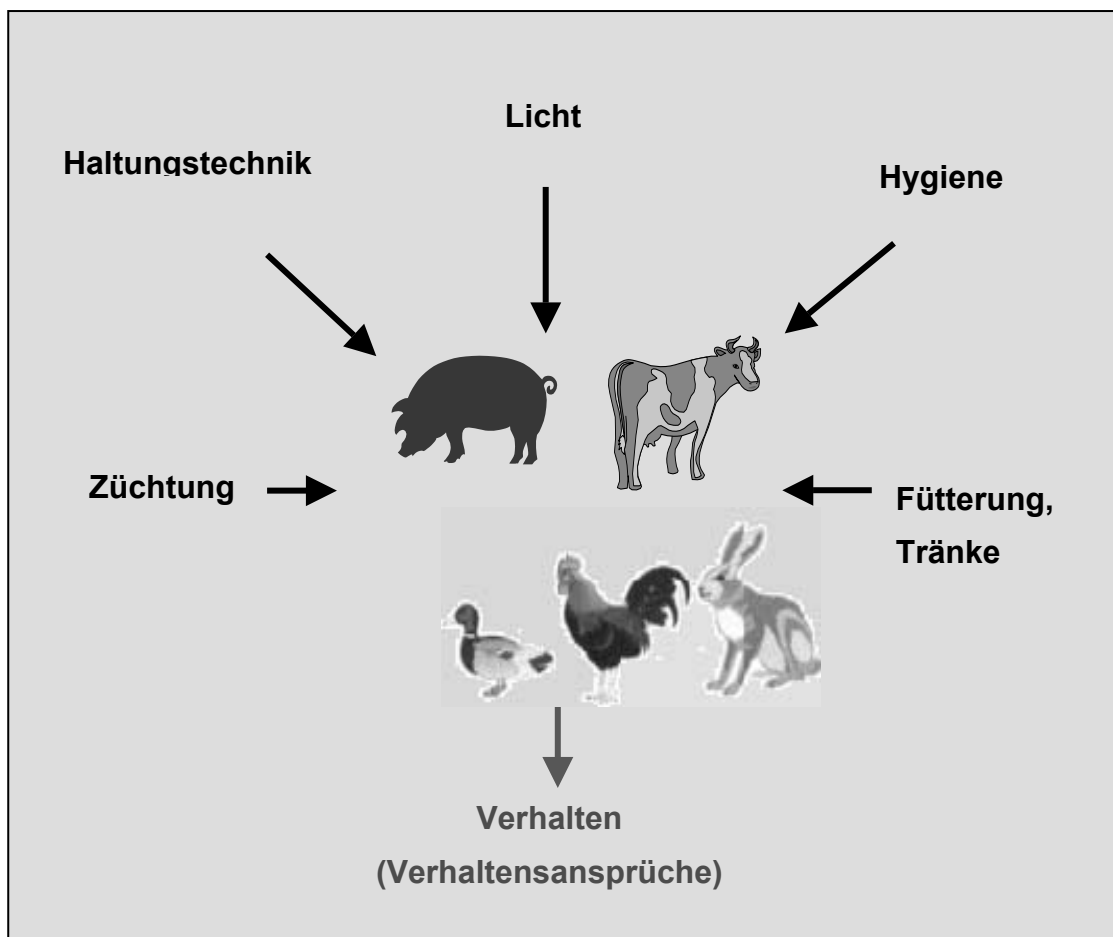 Licht
Haltungstechnik
Hygiene
Züchtung
Fütterung,
Tränke
Verhalten
(Verhaltensansprüche)